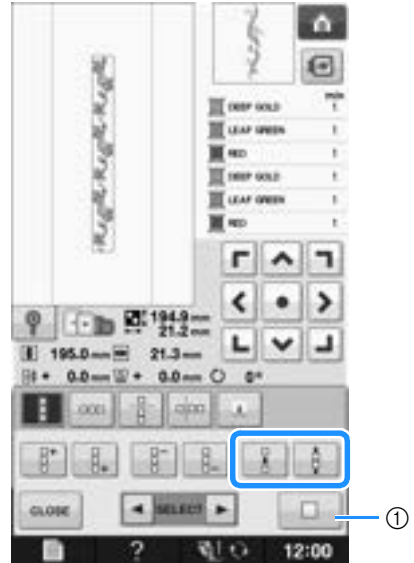 min
DEEP GOLD 1
LEAF GREEN 1
RED 1
DEEP GOLD 1
LEAF GREEN 1
RED 1
194.9 mm
21.2 mm
195.0 mm 21.3 mm
+ 0.0 mm + 0.0 mm 0°
CLOSE ◀ SELECT ▶
①
? 12:00